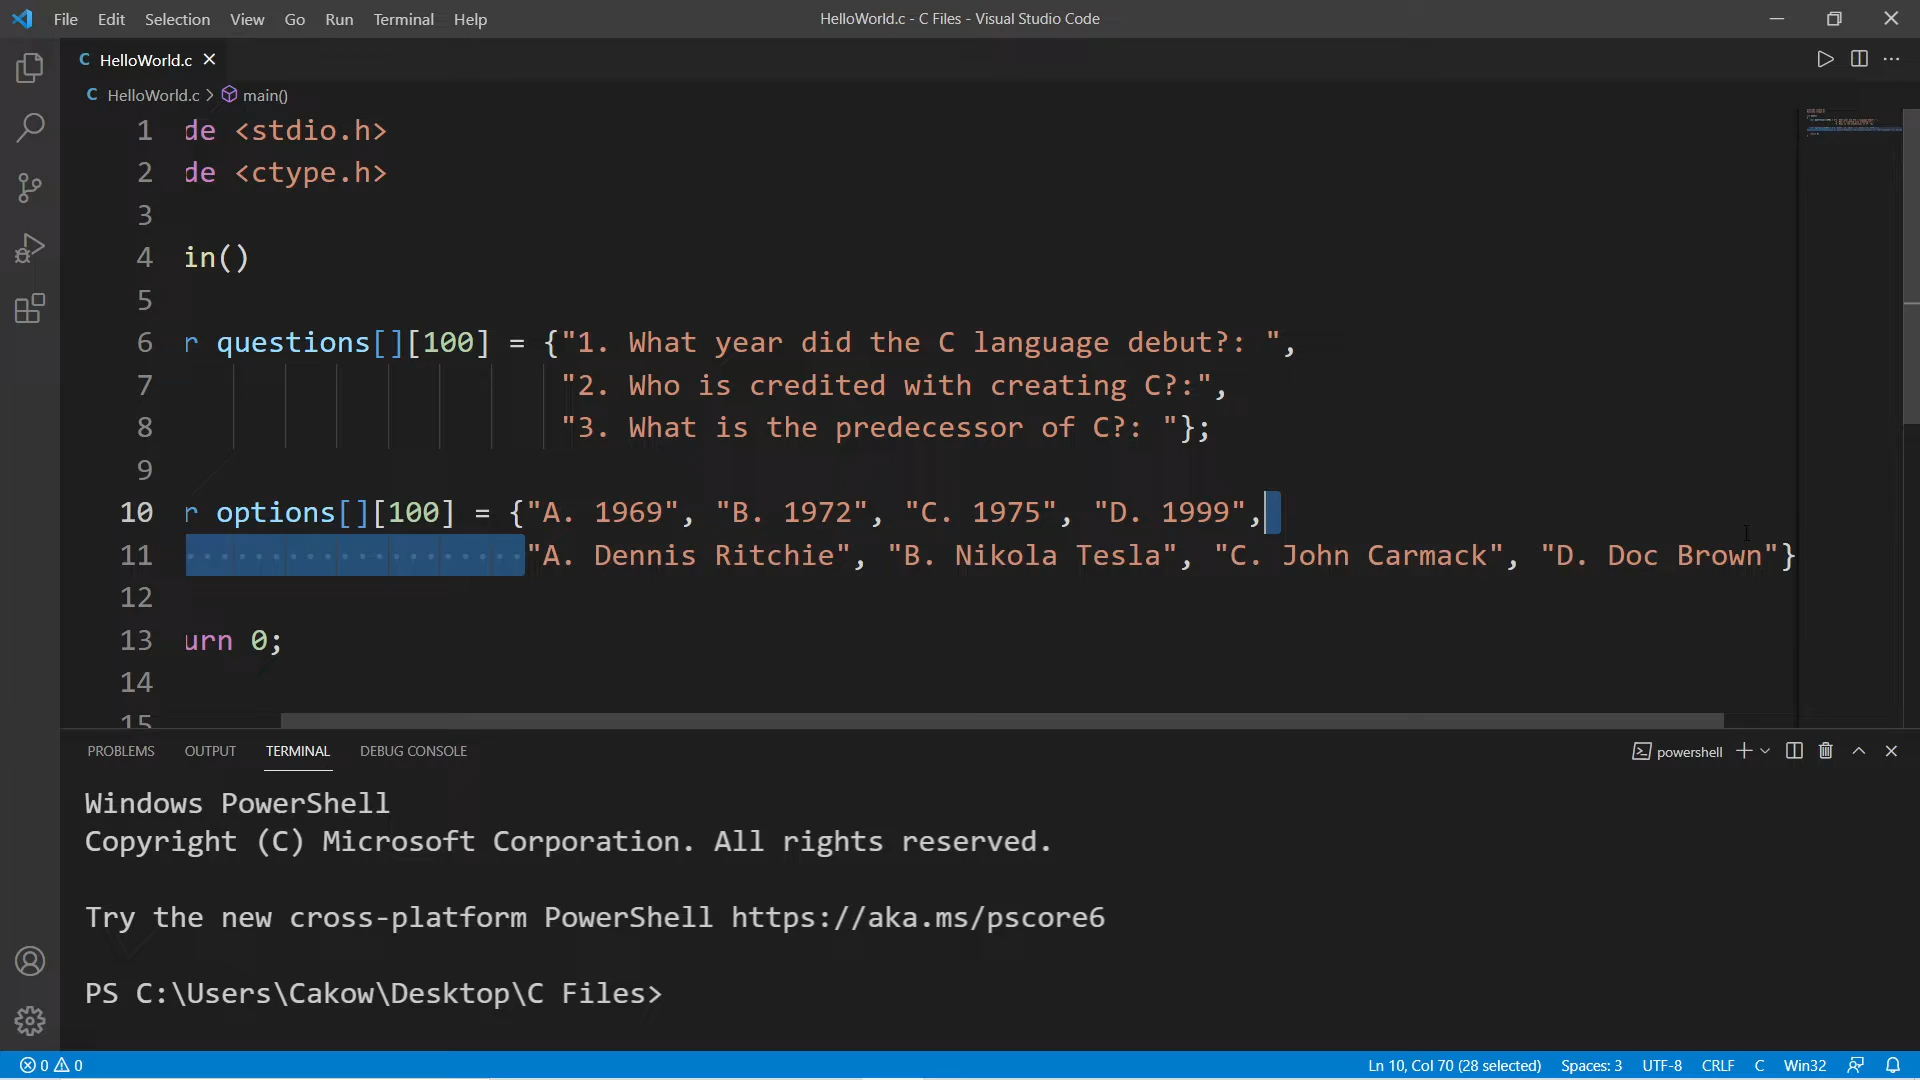 File Edit Selection View Go Run Terminal Help HelloWorld.c - C Files - Visual Studio Code
C HelloWorld.c
C HelloWorld.c > main()
1 de <stdio.h>
2 de <ctype.h>
3
4 in()
5
6 r questions[][100] = {"1. What year did the C language debut?: ",
7 "2. Who is credited with creating C?:",
8 "3. What is the predecessor of C?: "};
9
10 r options[][100] = {"A. 1969", "B. 1972", "C. 1975", "D. 1999",
11 "A. Dennis Ritchie", "B. Nikola Tesla", "C. John Carmack", "D. Doc Brown"}
12
13 urn 0;
14
15
PROBLEMS OUTPUT TERMINAL DEBUG CONSOLE powershell
Windows PowerShell
Copyright (C) Microsoft Corporation. All rights reserved.
Try the new cross-platform PowerShell https://aka.ms/pscore6
PS C:\Users\Cakow\Desktop\C Files>
0 0 Ln 10, Col 70 (28 selected) Spaces: 3 UTF-8 CRLF C Win32